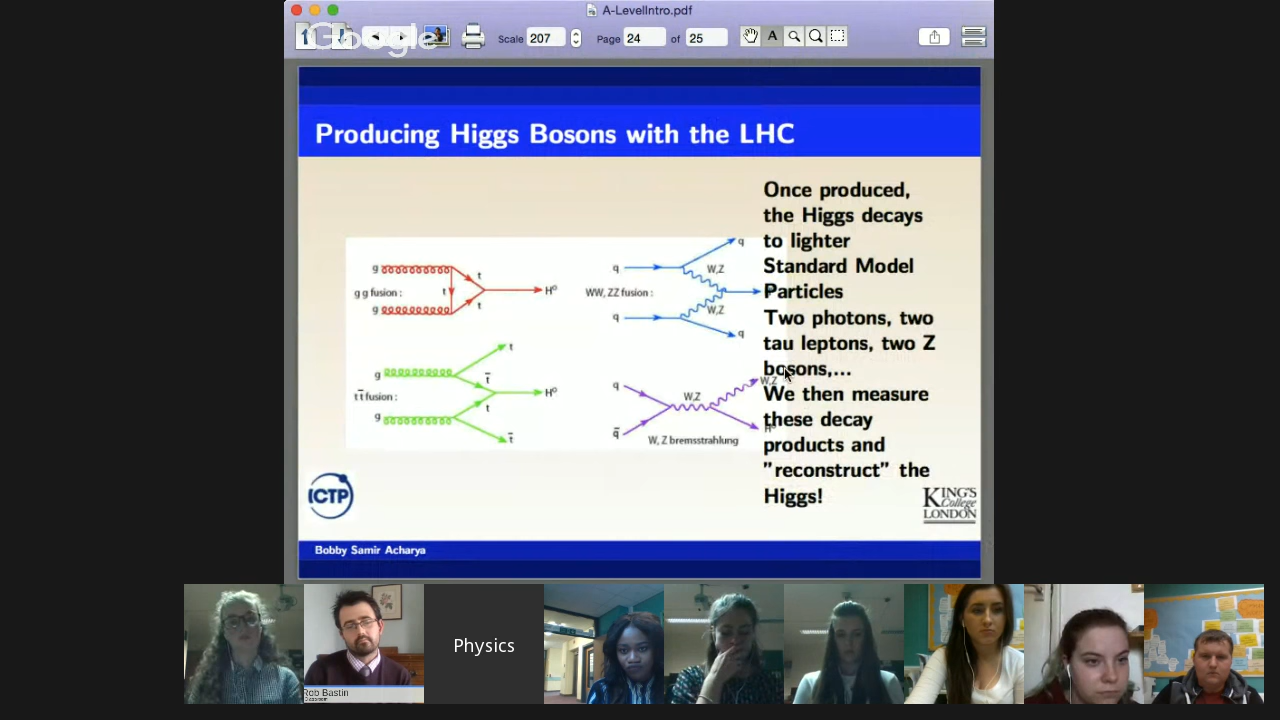 A-LevelIntro.pdf
Google
Scale 207 Page 24 of 25
A
Producing Higgs Bosons with the LHC
Once produced,
the Higgs decays
to lighter
Standard Model
Particles
Two photons, two
tau leptons, two Z
bosons,...
We then measure
these decay
products and
"reconstruct" the
Higgs!
g
t
g g fusion :
t
H⁰
g
t
q
q
W,Z
WW, ZZ fusion :
W,Z
q
q
t
g
t̅
t t̅ fusion :
H⁰
g
t
t̅
q
W,Z
W,Z
q̅
W, Z bremsstrahlung
ICTP
KING'S
College
LONDON
Bobby Samir Acharya
Rob Bastin
Physics